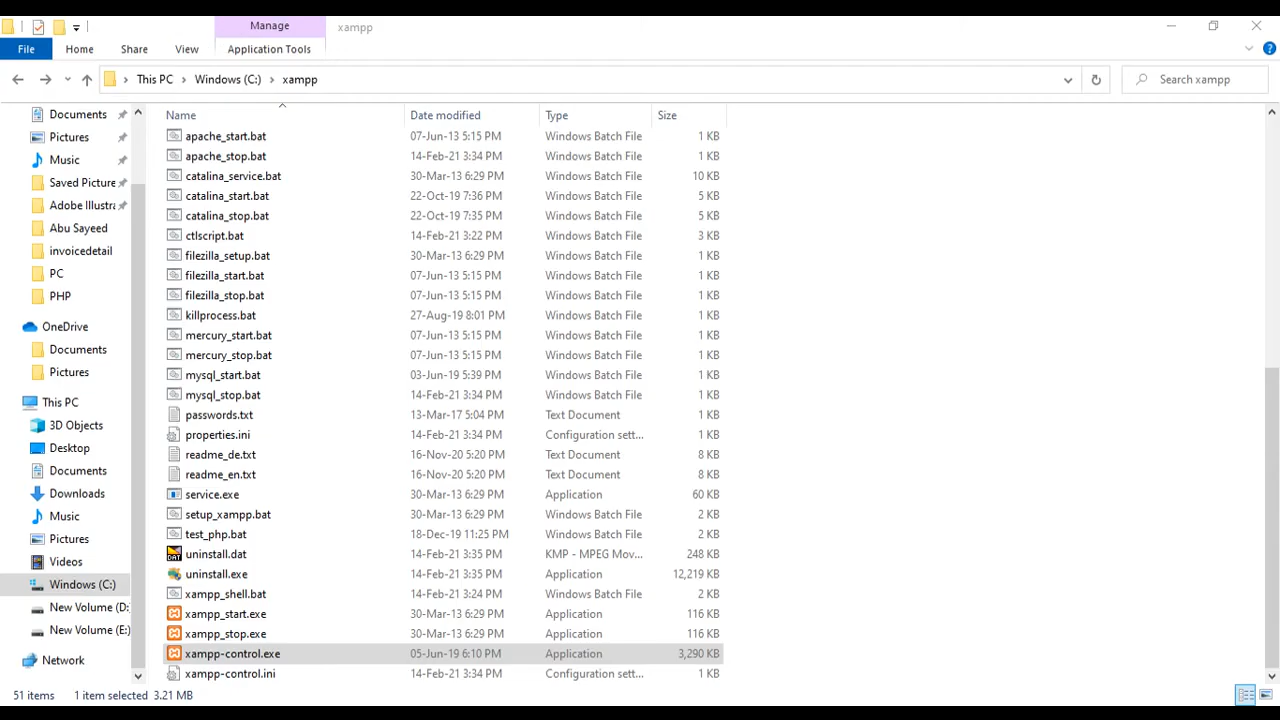 Manage
xampp
File Home Share View Application Tools
This PC Windows (C:) xampp
Search xampp
Name Date modified Type Size
Documents
Pictures
Music
Saved Picture
Adobe Illustra
Abu Sayeed
invoicedetail
PC
PHP
OneDrive
Documents
Pictures
This PC
3D Objects
Desktop
Documents
Downloads
Music
Pictures
Videos
Windows (C:)
New Volume (D:
New Volume (E:)
Network
apache_start.bat 07-Jun-13 5:15 PM Windows Batch File 1 KB
apache_stop.bat 14-Feb-21 3:34 PM Windows Batch File 1 KB
catalina_service.bat 30-Mar-13 6:29 PM Windows Batch File 10 KB
catalina_start.bat 22-Oct-19 7:36 PM Windows Batch File 5 KB
catalina_stop.bat 22-Oct-19 7:35 PM Windows Batch File 5 KB
ctlscript.bat 14-Feb-21 3:22 PM Windows Batch File 3 KB
filezilla_setup.bat 30-Mar-13 6:29 PM Windows Batch File 1 KB
filezilla_start.bat 07-Jun-13 5:15 PM Windows Batch File 1 KB
filezilla_stop.bat 07-Jun-13 5:15 PM Windows Batch File 1 KB
killprocess.bat 27-Aug-19 8:01 PM Windows Batch File 1 KB
mercury_start.bat 07-Jun-13 5:15 PM Windows Batch File 1 KB
mercury_stop.bat 07-Jun-13 5:15 PM Windows Batch File 1 KB
mysql_start.bat 03-Jun-19 5:39 PM Windows Batch File 1 KB
mysql_stop.bat 14-Feb-21 3:34 PM Windows Batch File 1 KB
passwords.txt 13-Mar-17 5:04 PM Text Document 1 KB
properties.ini 14-Feb-21 3:34 PM Configuration sett... 1 KB
readme_de.txt 16-Nov-20 5:20 PM Text Document 8 KB
readme_en.txt 16-Nov-20 5:20 PM Text Document 8 KB
service.exe 30-Mar-13 6:29 PM Application 60 KB
setup_xampp.bat 30-Mar-13 6:29 PM Windows Batch File 2 KB
test_php.bat 18-Dec-19 11:25 PM Windows Batch File 2 KB
uninstall.dat 14-Feb-21 3:35 PM KMP - MPEG Mov... 248 KB
uninstall.exe 14-Feb-21 3:35 PM Application 12,219 KB
xampp_shell.bat 14-Feb-21 3:24 PM Windows Batch File 2 KB
xampp_start.exe 30-Mar-13 6:29 PM Application 116 KB
xampp_stop.exe 30-Mar-13 6:29 PM Application 116 KB
xampp-control.exe 05-Jun-19 6:10 PM Application 3,290 KB
xampp-control.ini 14-Feb-21 3:34 PM Configuration sett... 1 KB
51 items 1 item selected 3.21 MB